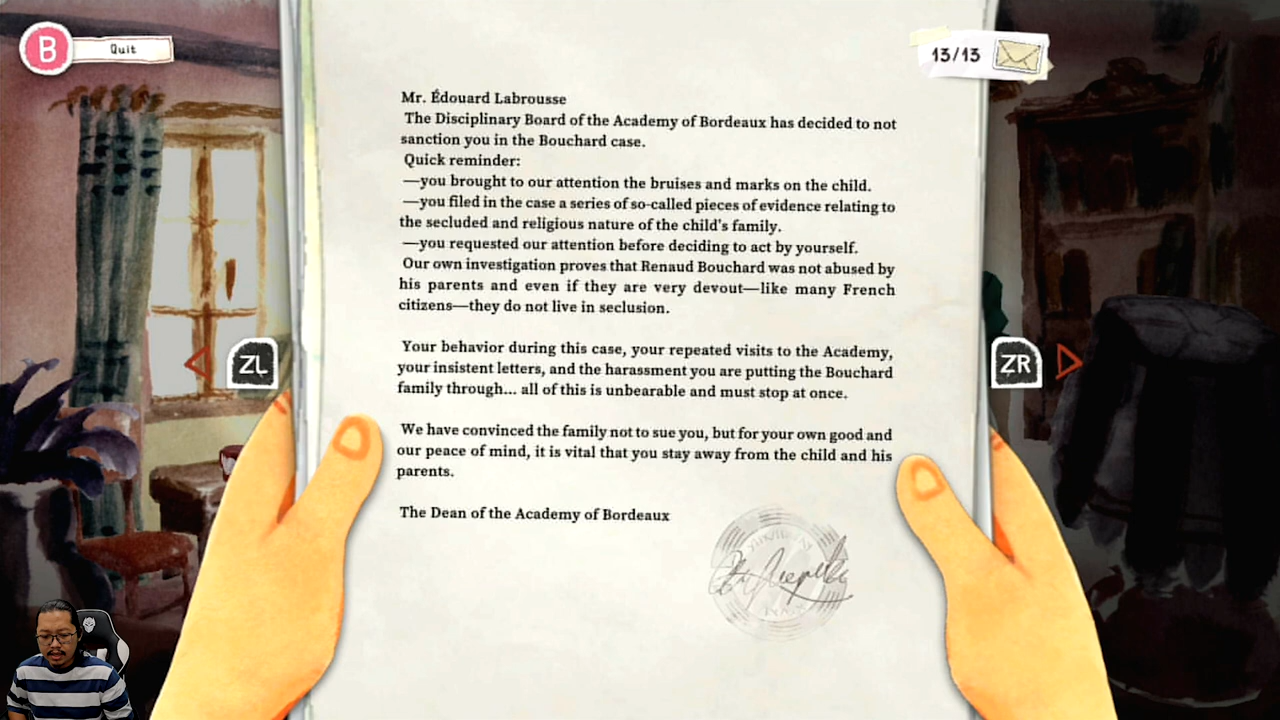 B
Quit
13/13
Mr. Édouard Labrousse
The Disciplinary Board of the Academy of Bordeaux has decided to not
sanction you in the Bouchard case.
Quick reminder:
—you brought to our attention the bruises and marks on the child.
—you filed in the case a series of so-called pieces of evidence relating to
the secluded and religious nature of the child's family.
—you requested our attention before deciding to act by yourself.
Our own investigation proves that Renaud Bouchard was not abused by
his parents and even if they are very devout—like many French
citizens—they do not live in seclusion.
Your behavior during this case, your repeated visits to the Academy,
your insistent letters, and the harassment you are putting the Bouchard
family through... all of this is unbearable and must stop at once.
We have convinced the family not to sue you, but for your own good and
our peace of mind, it is vital that you stay away from the child and his
parents.
The Dean of the Academy of Bordeaux
ZL
ZR